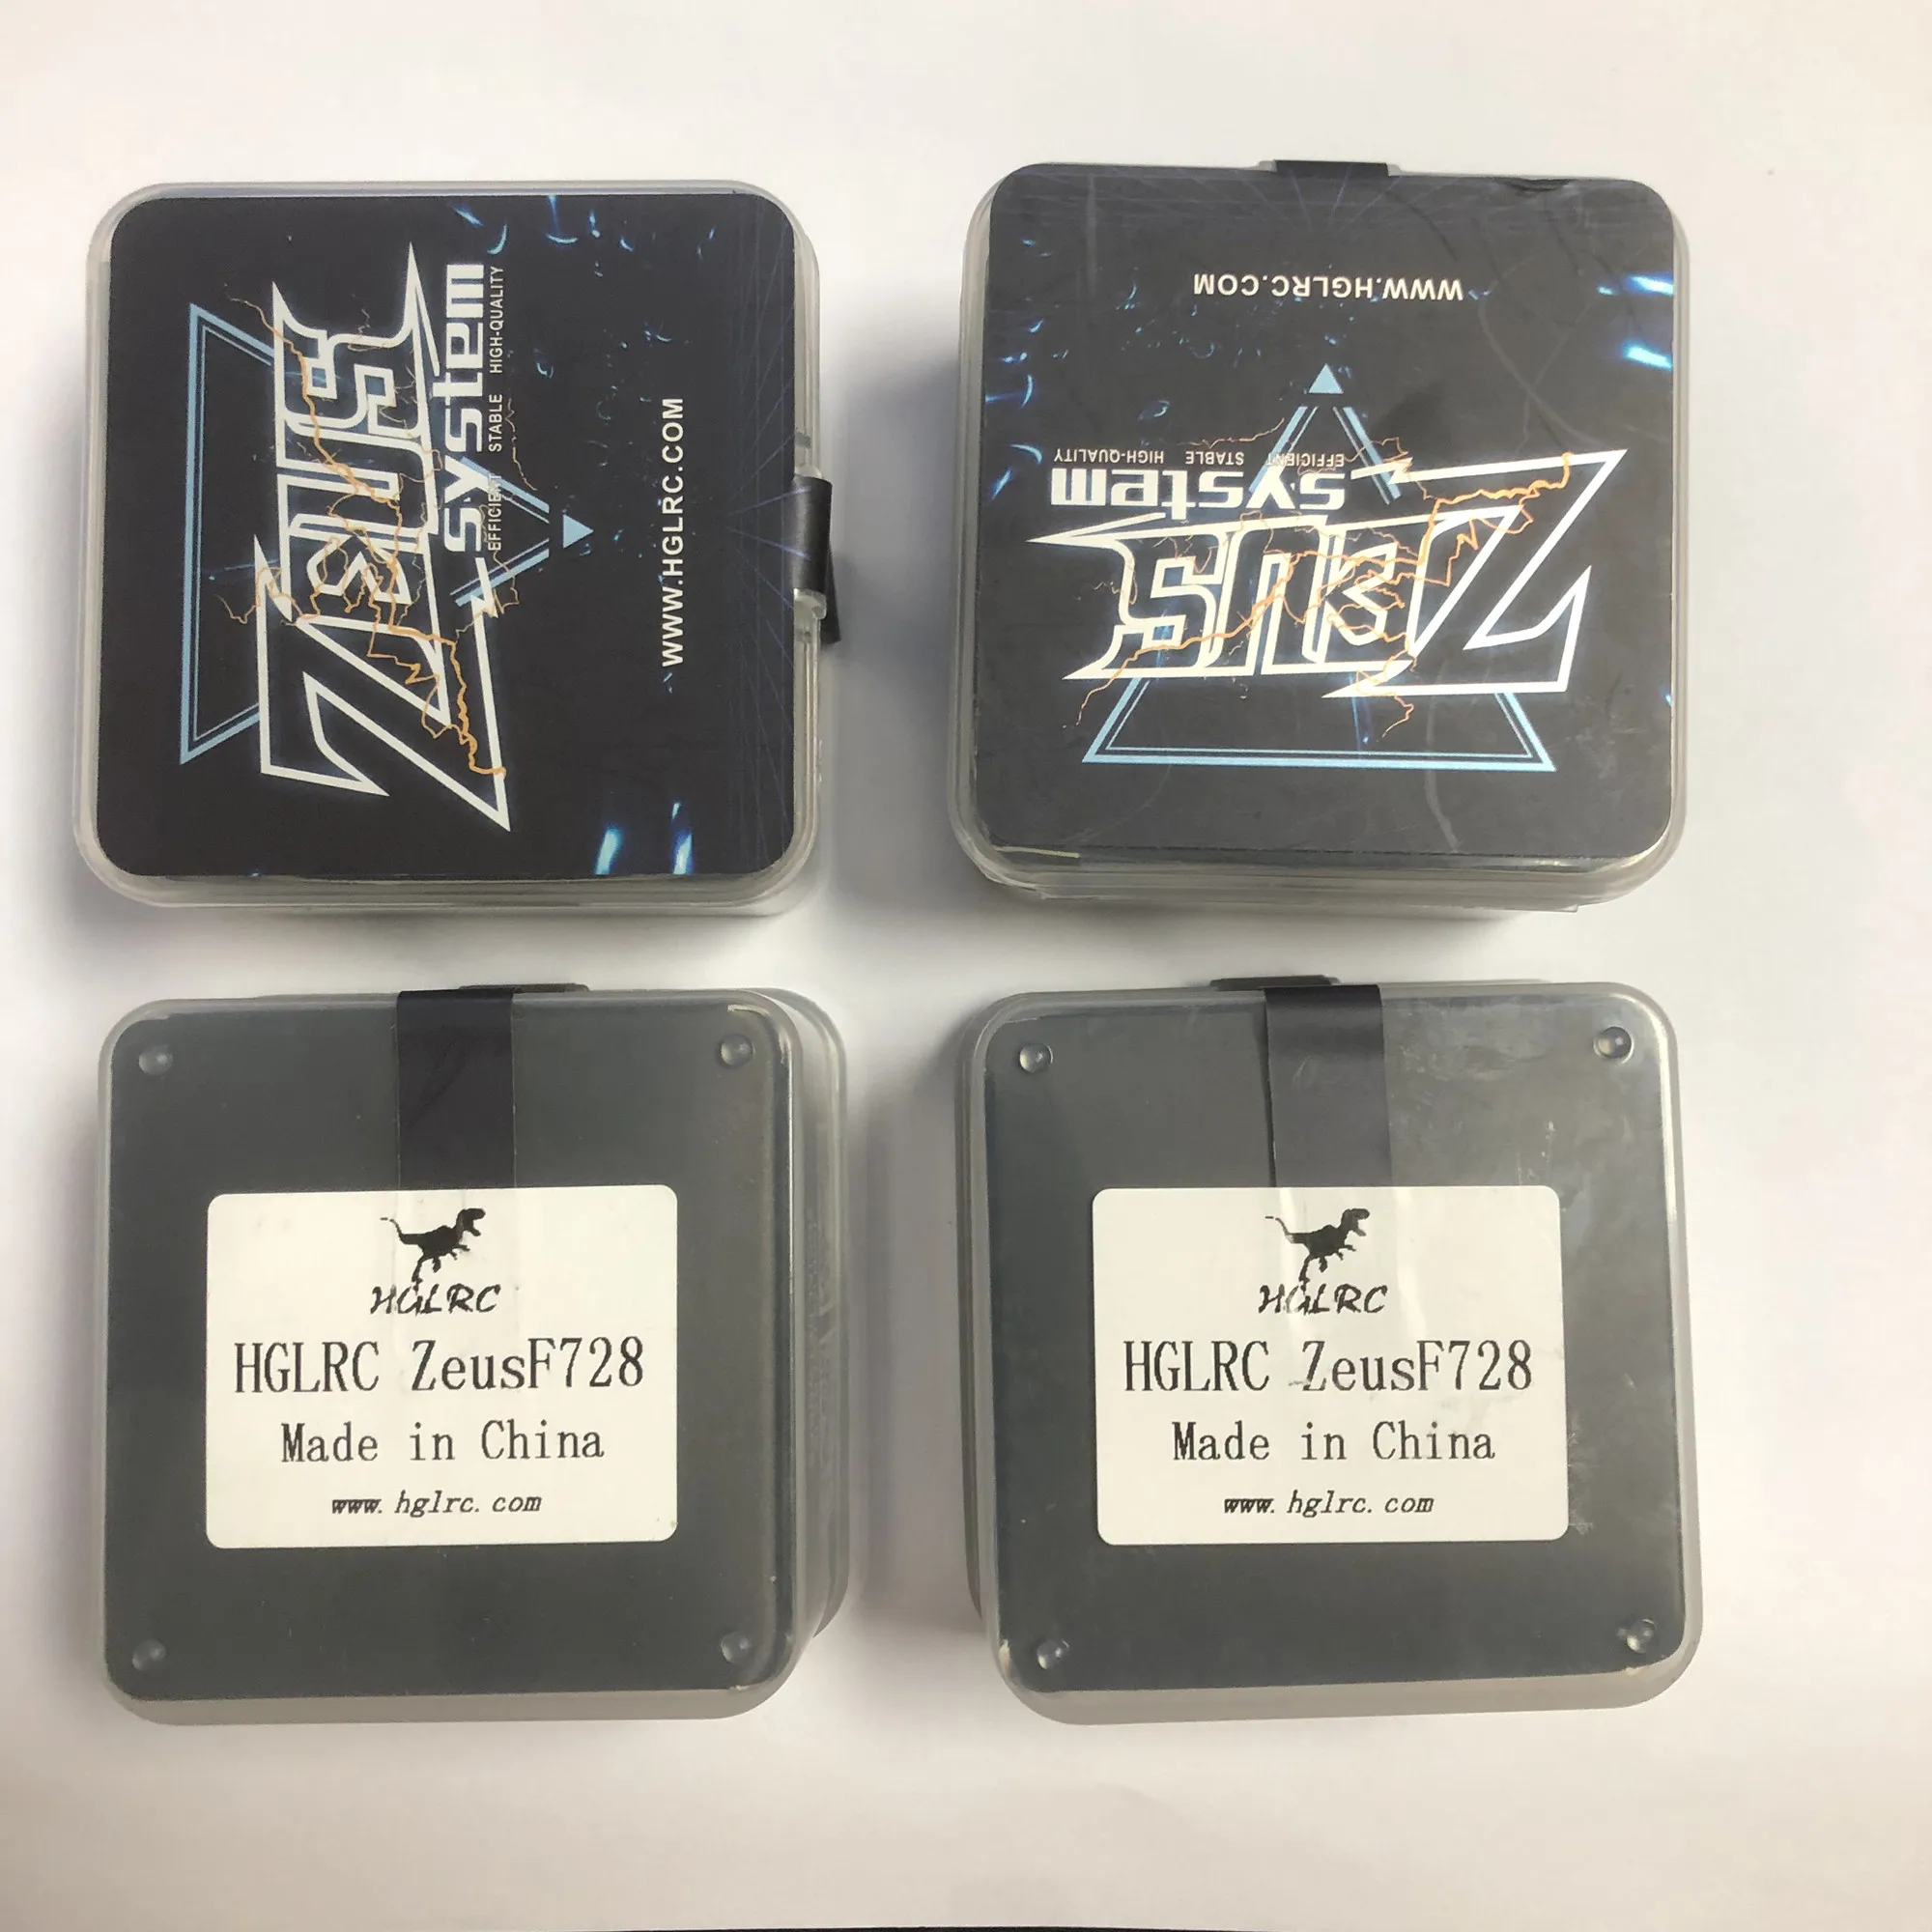 ZEUS
system
EFFICIENT STABLE HIGH-QUALITY
WWW.HGLRC.COM
WWW.HGLRC.COM
EFFICIENT STABLE HIGH-QUALITY
system
ZEUS
HGLRC
HGLRC ZeusF728
Made in China
www.hglrc.com
HGLRC
HGLRC ZeusF728
Made in China
www.hglrc.com